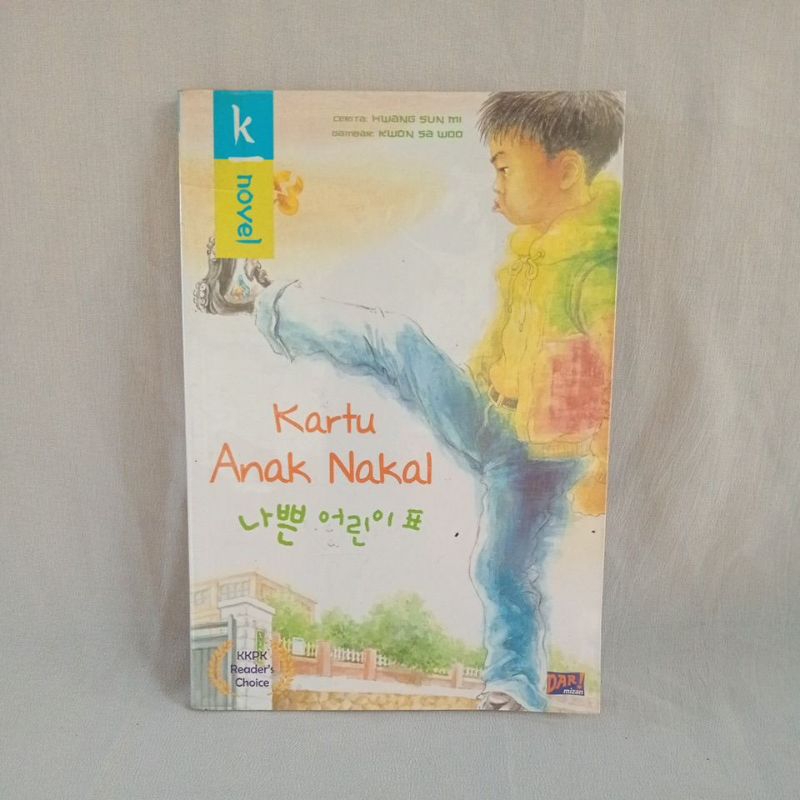 k
novel
CERITA: HWANG SUN MI
GAMBAR: KWON SA WOO
Kartu
Anak Nakal
나쁜 어린이 표
KKPK
Reader's
Choice
DAR!
mizan